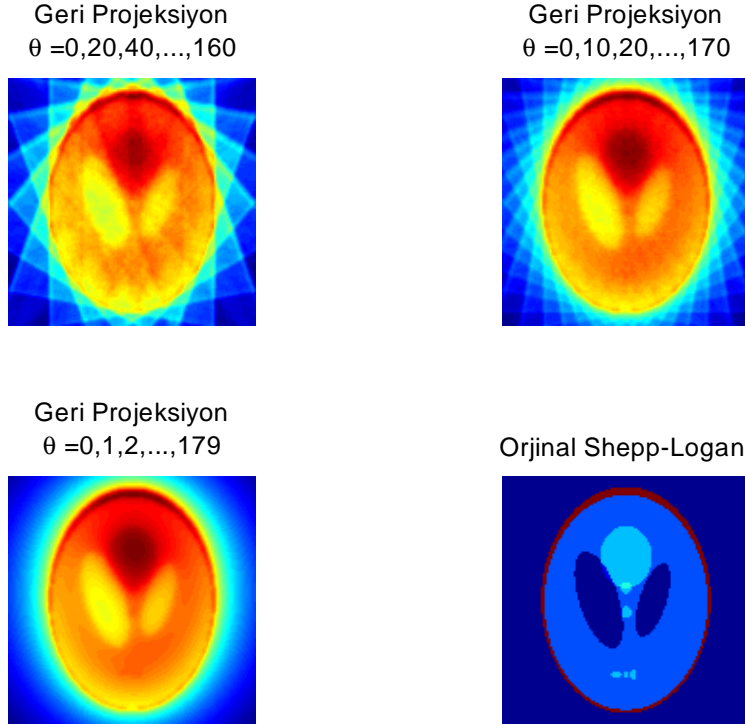 Geri Projeksiyon
θ =0,20,40,...,160
Geri Projeksiyon
θ =0,10,20,...,170
Geri Projeksiyon
θ =0,1,2,...,179
Orjinal Shepp-Logan